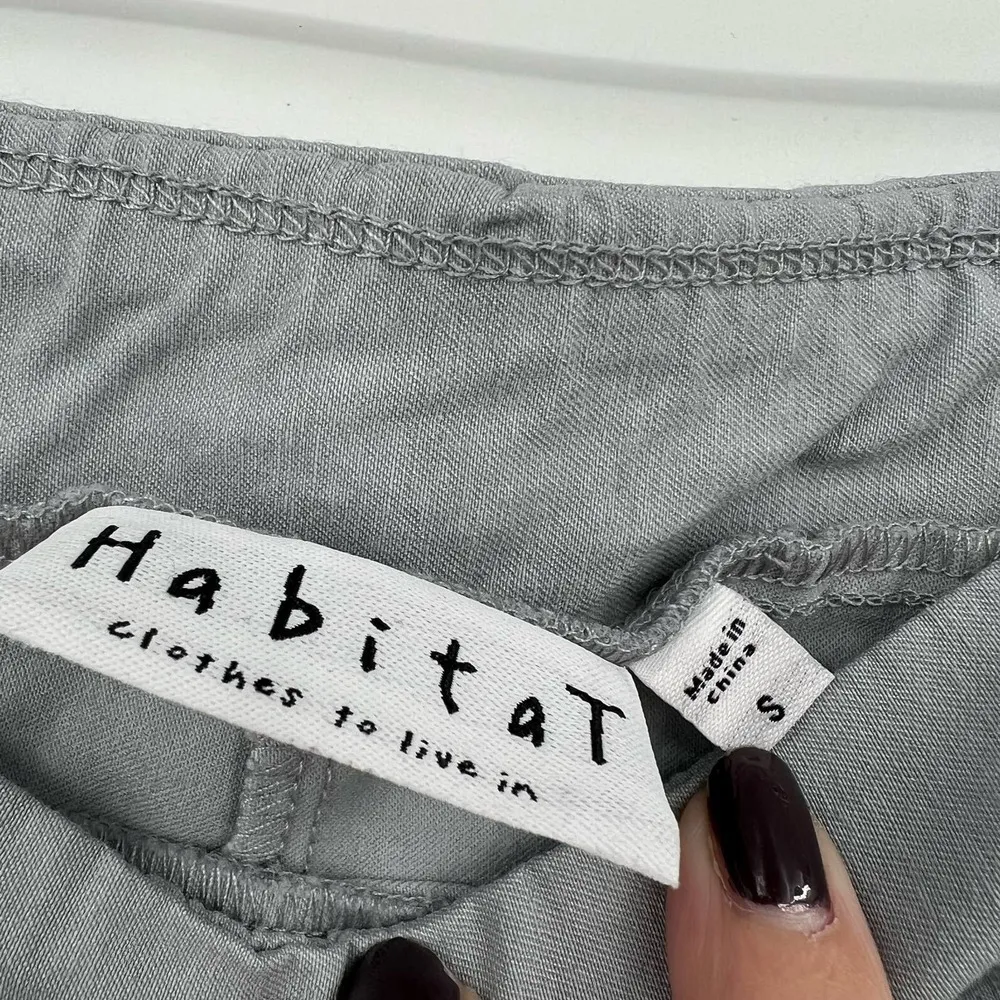 HabitaT
clothes to live in
Made in
China
S